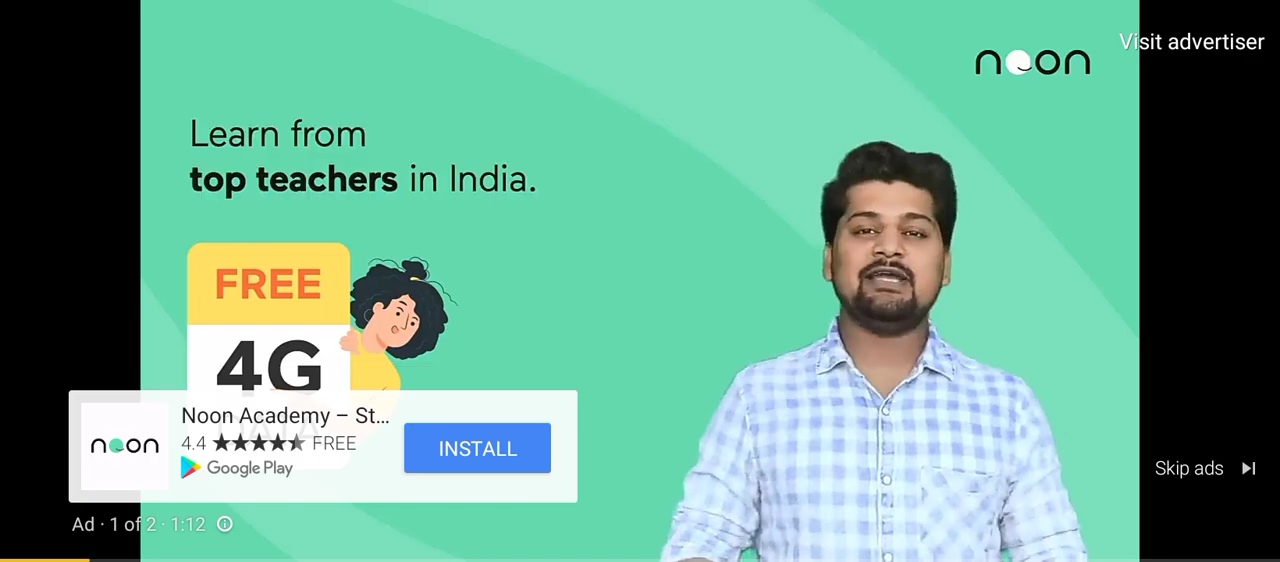 noon
Visit advertiser
Learn from
top teachers in India.
FREE
4G
DATA
Noon Academy – St...
noon
4.4 FREE
Google Play
INSTALL
Skip ads
Ad · 1 of 2 · 1:12